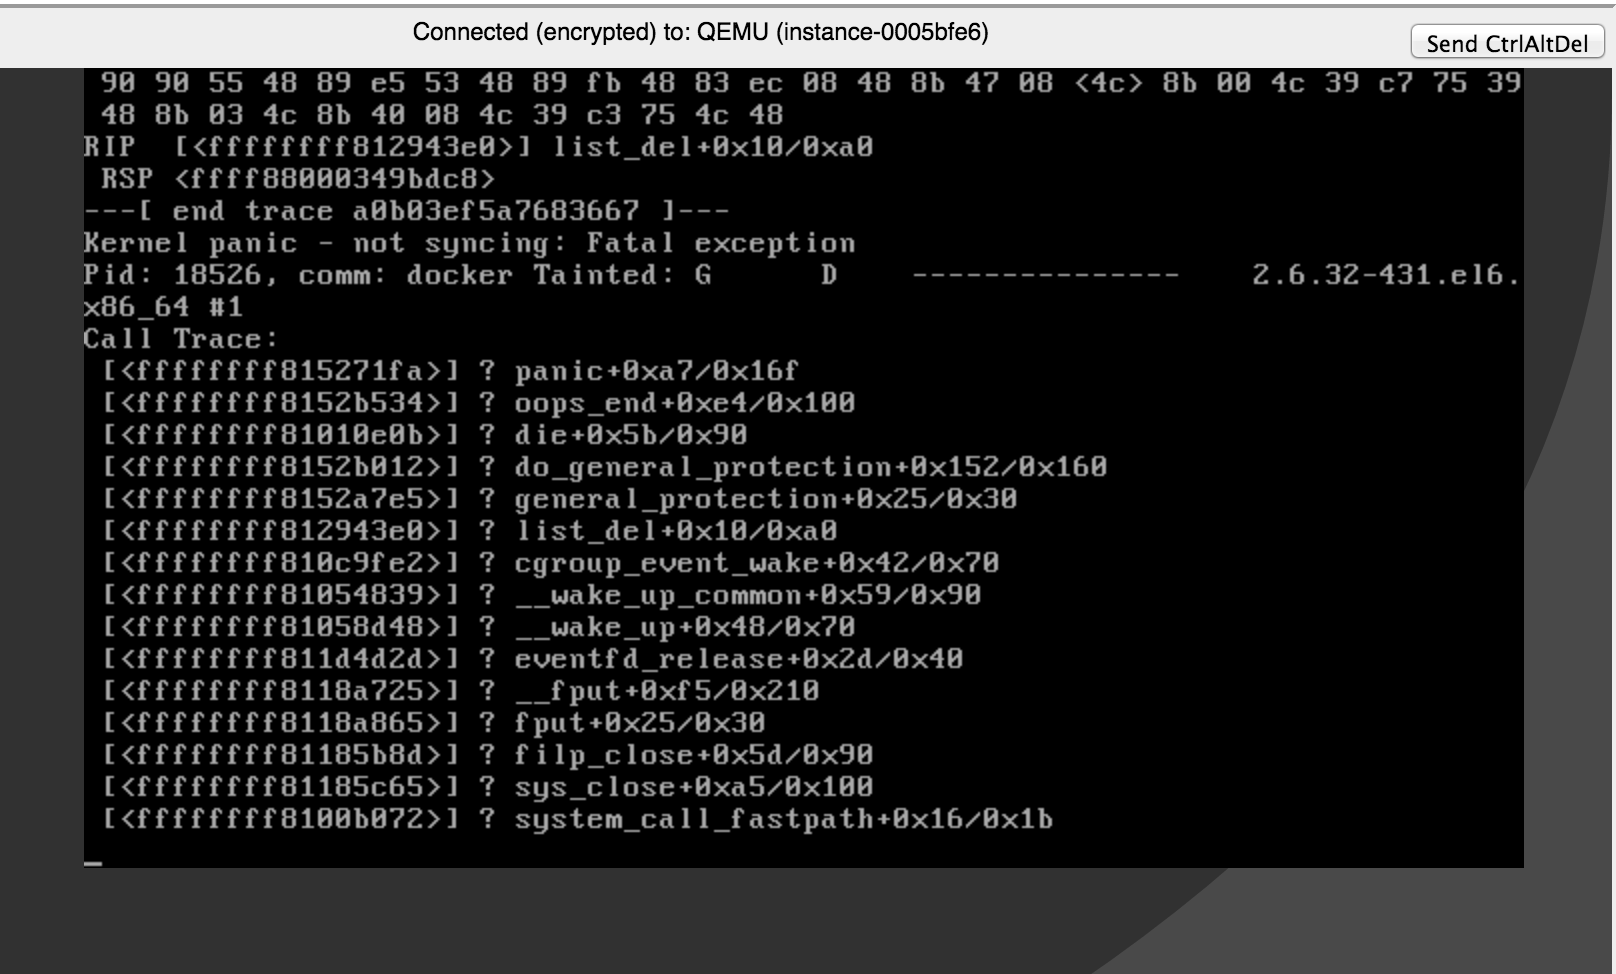 Connected (encrypted) to: QEMU (instance-0005bfe6)
Send CtrlAltDel
90 90 55 48 89 e5 53 48 89 fb 48 83 ec 08 48 8b 47 08 <4c> 8b 00 4c 39 c7 75 39
48 8b 03 4c 8b 40 08 4c 39 c3 75 4c 48
RIP  [<ffffffff812943e0>] list_del+0x10/0xa0
RSP <ffff88000349bdc8>
---[ end trace a0b03ef5a7683667 ]---
Kernel panic - not syncing: Fatal exception
Pid: 18526, comm: docker Tainted: G      D    ---------------    2.6.32-431.el6.
x86_64 #1
Call Trace:
[<ffffffff815271fa>] ? panic+0xa7/0x16f
[<ffffffff8152b534>] ? oops_end+0xe4/0x100
[<ffffffff81010e0b>] ? die+0x5b/0x90
[<ffffffff8152b012>] ? do_general_protection+0x152/0x160
[<ffffffff8152a7e5>] ? general_protection+0x25/0x30
[<ffffffff812943e0>] ? list_del+0x10/0xa0
[<ffffffff810c9fe2>] ? cgroup_event_wake+0x42/0x70
[<ffffffff81054839>] ? __wake_up_common+0x59/0x90
[<ffffffff81058d48>] ? __wake_up+0x48/0x70
[<ffffffff811d4d2d>] ? eventfd_release+0x2d/0x40
[<ffffffff8118a725>] ? __fput+0xf5/0x210
[<ffffffff8118a865>] ? fput+0x25/0x30
[<ffffffff81185b8d>] ? filp_close+0x5d/0x90
[<ffffffff81185c65>] ? sys_close+0xa5/0x100
[<ffffffff8100b072>] ? system_call_fastpath+0x16/0x1b